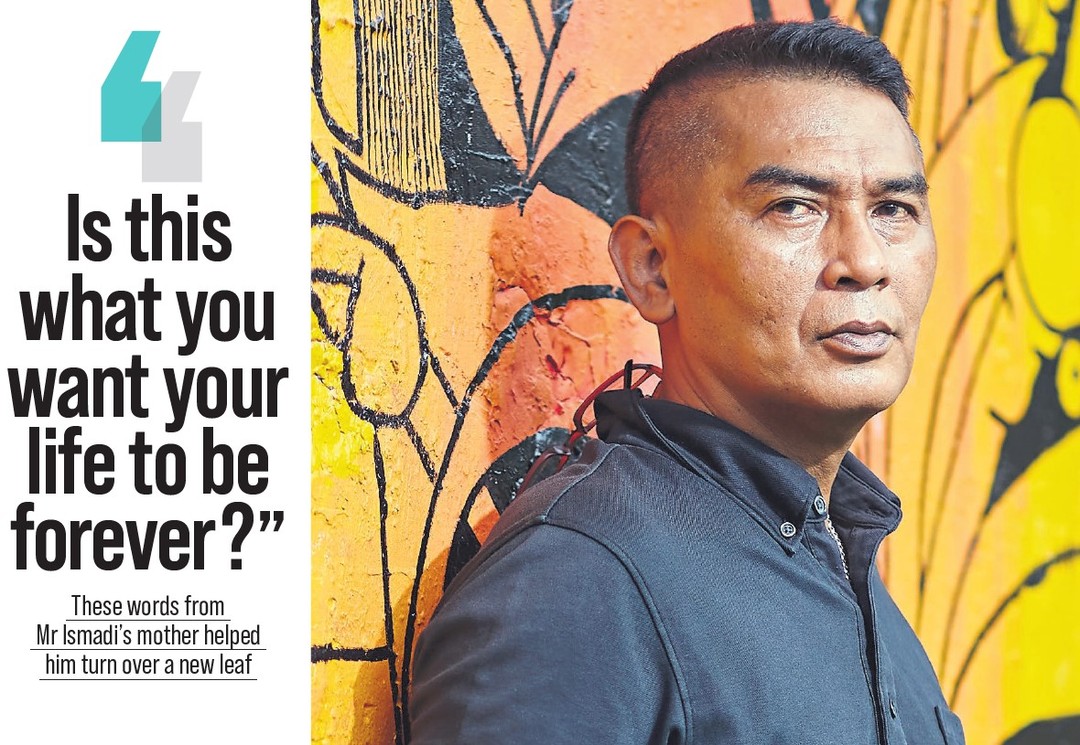 “Is this
what you
want your
life to be
forever?”
These words from
Mr Ismadi’s mother helped
him turn over a new leaf